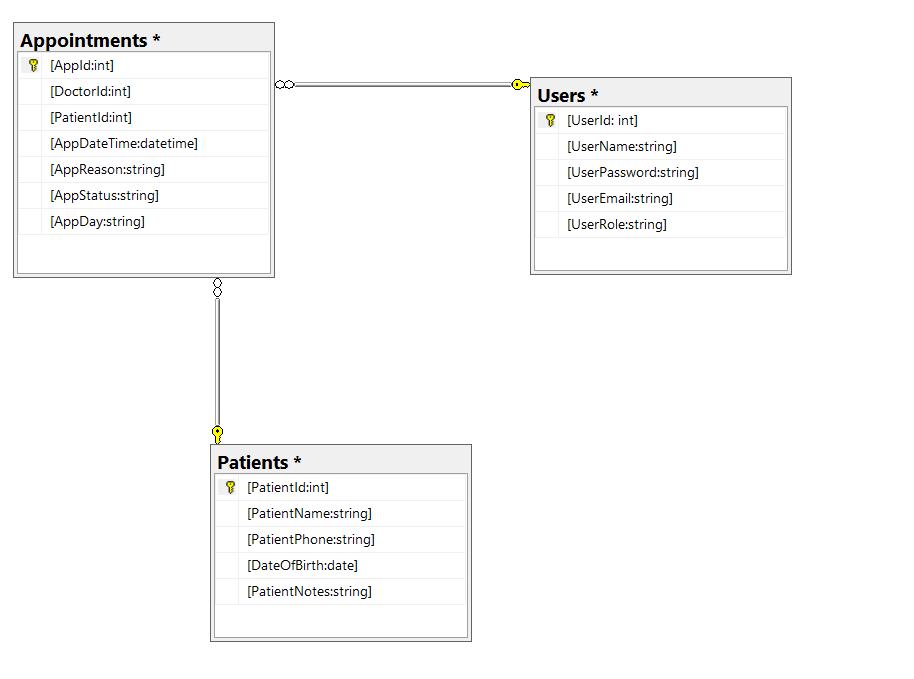 Appointments *
[AppId:int]
[DoctorId:int]
[PatientId:int]
[AppDateTime:datetime]
[AppReason:string]
[AppStatus:string]
[AppDay:string]
Users *
[UserId: int]
[UserName:string]
[UserPassword:string]
[UserEmail:string]
[UserRole:string]
Patients *
[PatientId:int]
[PatientName:string]
[PatientPhone:string]
[DateOfBirth:date]
[PatientNotes:string]